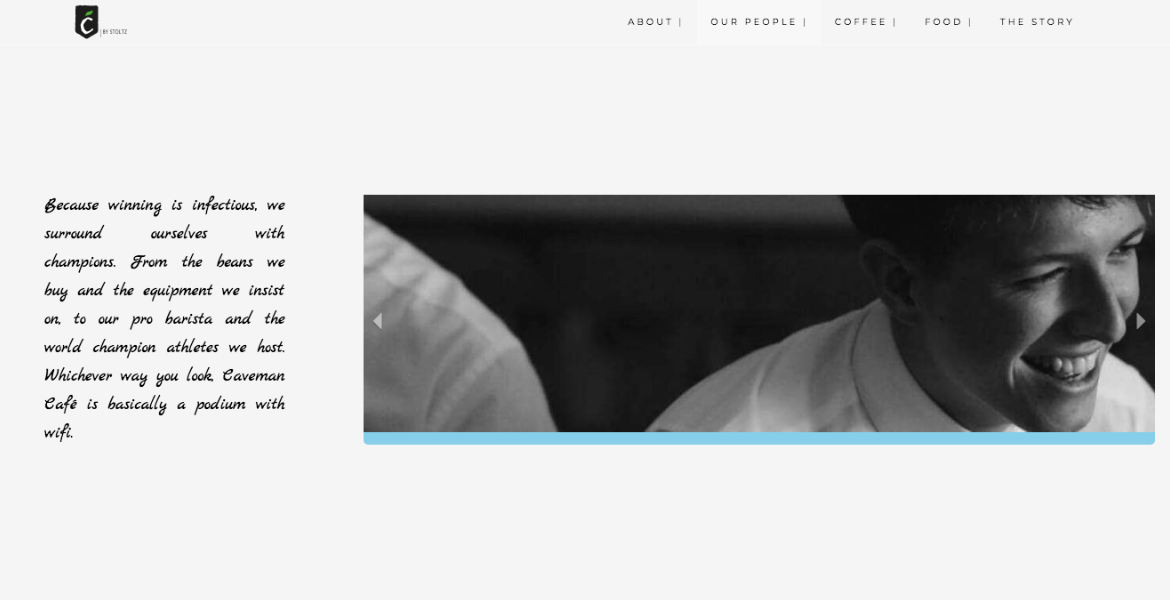 C
| BY STOLTZ
ABOUT |
OUR PEOPLE |
COFFEE |
FOOD |
THE STORY
Because winning is infectious, we
surround ourselves with
champions. From the beans we
buy and the equipment we insist
on, to our pro barista and the
world champion athletes we host.
Whichever way you look, Caveman
Café is basically a podium with
wifi.